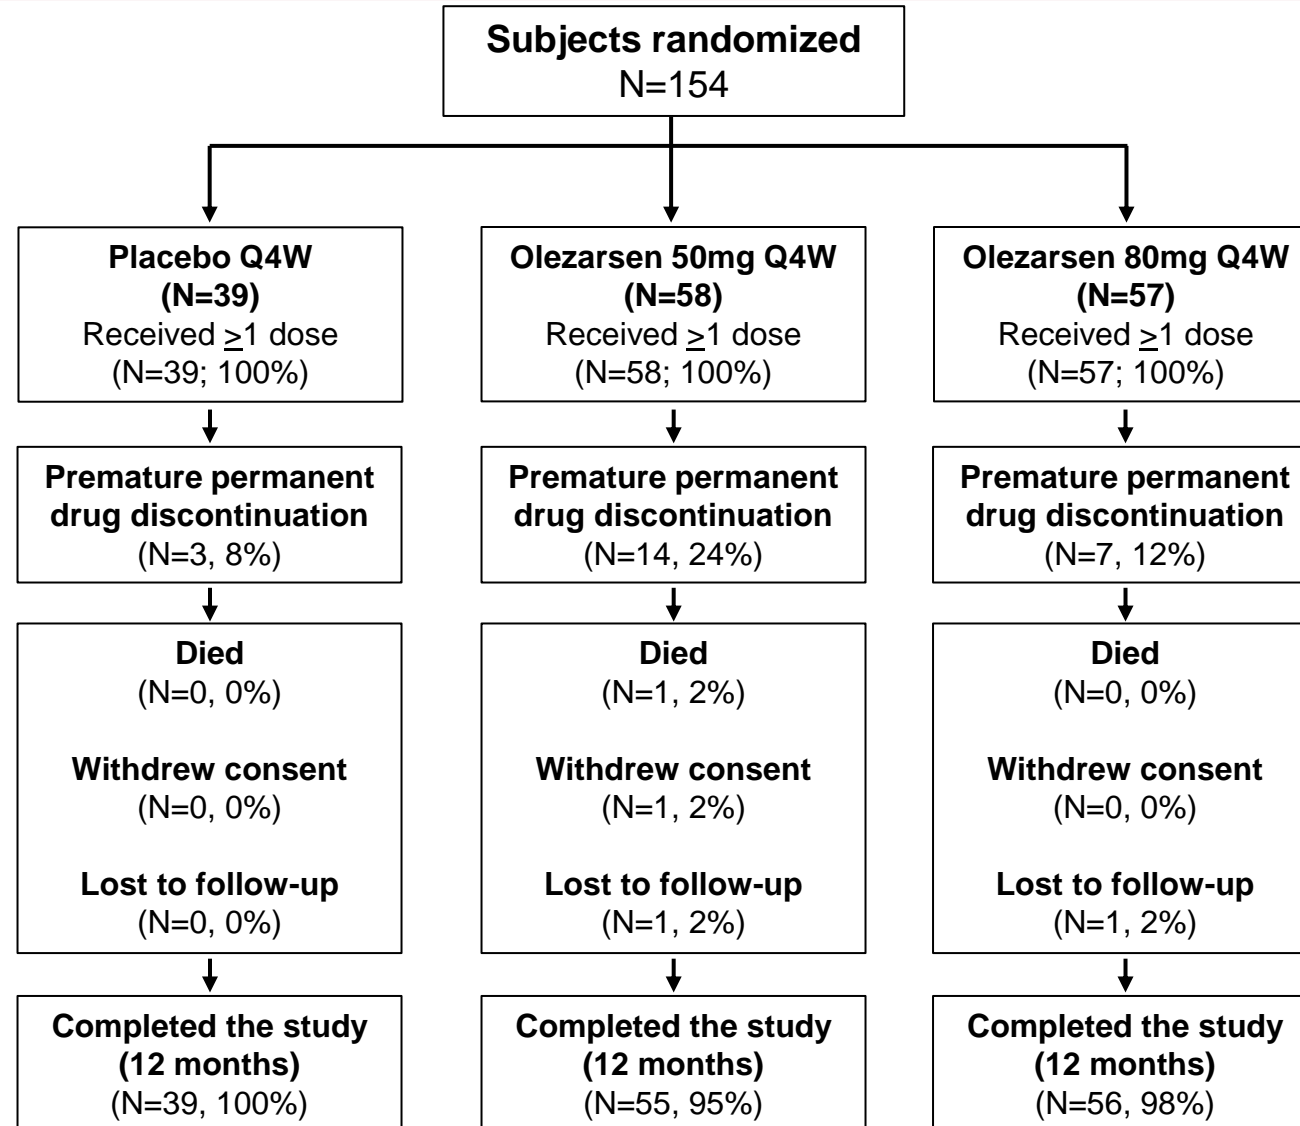 Subjects randomized
N=154
Placebo Q4W
(N=39)
Received ≥1 dose
(N=39; 100%)
Olezarsen 50mg Q4W
(N=58)
Received ≥1 dose
(N=58; 100%)
Olezarsen 80mg Q4W
(N=57)
Received ≥1 dose
(N=57; 100%)
Premature permanent
drug discontinuation
(N=3, 8%)
Premature permanent
drug discontinuation
(N=14, 24%)
Premature permanent
drug discontinuation
(N=7, 12%)
Died
(N=0, 0%)
Withdrew consent
(N=0, 0%)
Lost to follow-up
(N=0, 0%)
Died
(N=1, 2%)
Withdrew consent
(N=1, 2%)
Lost to follow-up
(N=1, 2%)
Died
(N=0, 0%)
Withdrew consent
(N=0, 0%)
Lost to follow-up
(N=1, 2%)
Completed the study
(12 months)
(N=39, 100%)
Completed the study
(12 months)
(N=55, 95%)
Completed the study
(12 months)
(N=56, 98%)